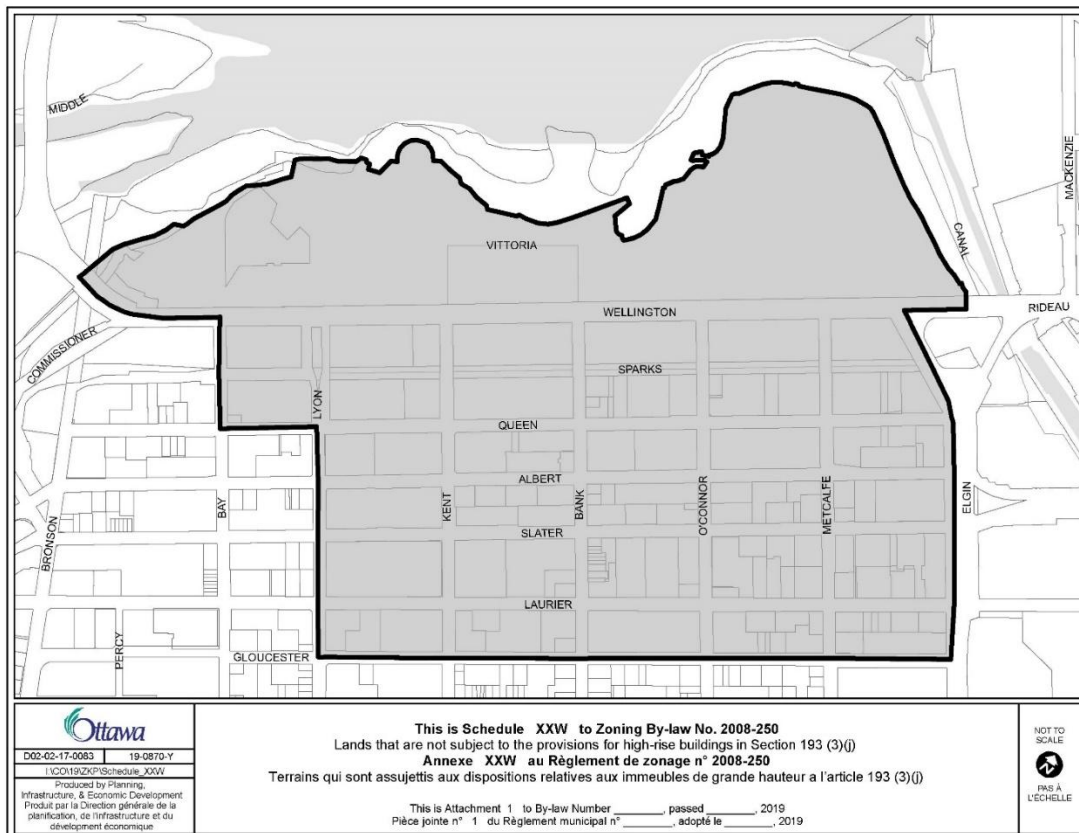 MIDDLE
MACKENZIE
CANAL
VITTORIA
WELLINGTON
RIDEAU
COMMISSIONER
SPARKS
LYON
QUEEN
ALBERT
BAY
KENT
BANK
O'CONNOR
METCALFE
ELGIN
BRONSON
SLATER
LAURIER
PERCY
GLOUCESTER
Ottawa
D02-02-17-0083 19-0870-Y
I:\CO\19\ZKP\Schedule_XXW
Produced by Planning,
Infrastructure, & Economic Development
Produit par la Direction générale de la
planification, de l'infrastructure et du
développement économique
This is Schedule XXW to Zoning By-law No. 2008-250
Lands that are not subject to the provisions for high-rise buildings in Section 193 (3)(j)
Annexe XXW au Règlement de zonage n° 2008-250
Terrains qui sont assujettis aux dispositions relatives aux immeubles de grande hauteur a l'article 193 (3)(j)
This is Attachment 1 to By-law Number ________, passed _______, 2019
Pièce jointe n° 1 du Règlement municipal n° ________, adopté le _______, 2019
NOT TO
SCALE
PAS À
L'ÉCHELLE